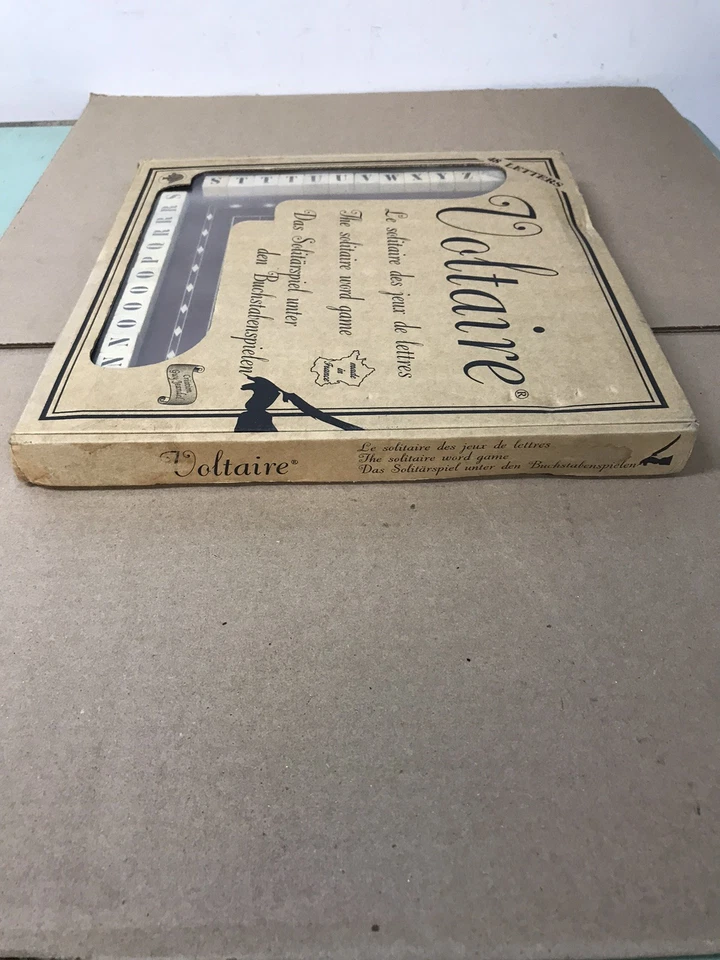 48 LETTERS
Voltaire®
Le solitaire des jeux de lettres
The solitaire word game
Das Solitärspiel unter
den Buchstabenspielen
made
in
France
Création
N N O O O O P Q R R R S
S T T T U U V W X Y Z
Voltaire®
Le solitaire des jeux de lettres
The solitaire word game
Das Solitärspiel unter den Buchstabenspielen